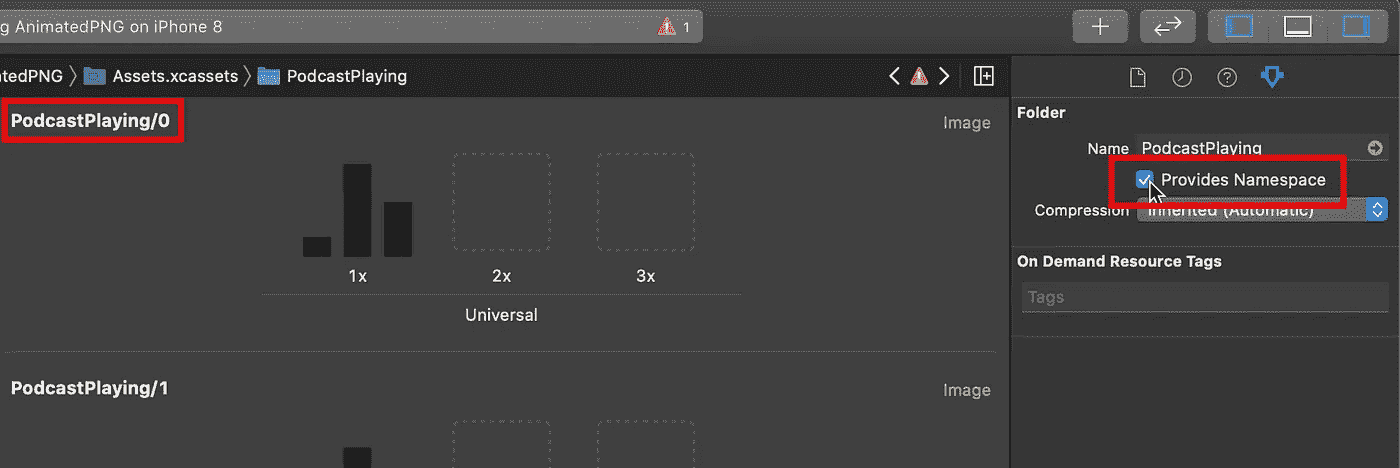 g AnimatedPNG on iPhone 8
1
atedPNG Assets.xcassets PodcastPlaying
PodcastPlaying/0
Image
1x 2x 3x
Universal
PodcastPlaying/1
Image
Folder
Name PodcastPlaying
Provides Namespace
Compression Inherited (Automatic)
On Demand Resource Tags
Tags